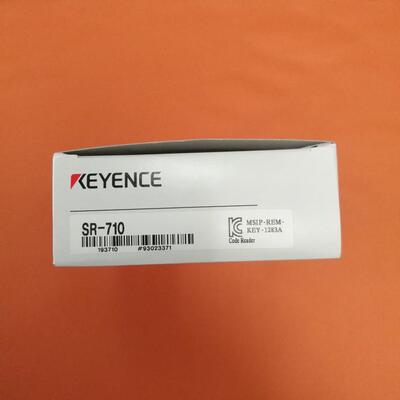 KEYENCE
SR-710
193710 #93023371
MSIP-REM-
KEY-1283A
Code Reader